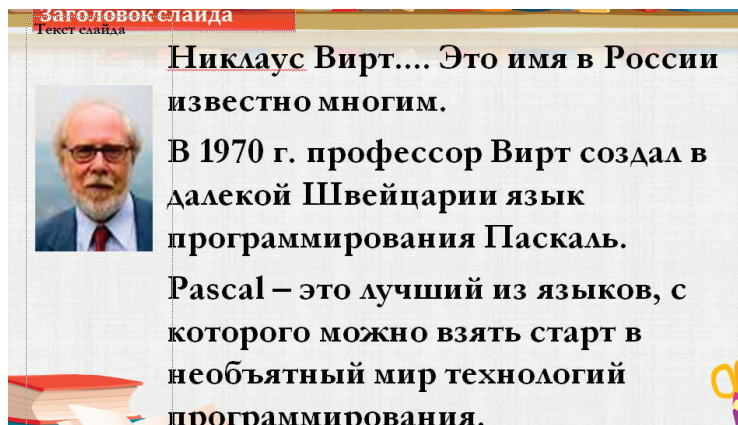 Заголовок слайда
Текст слайда
Никлаус Вирт.... Это имя в России
известно многим.
В 1970 г. профессор Вирт создал в
далекой Швейцарии язык
программирования Паскаль.
Pascal – это лучший из языков, с
которого можно взять старт в
необъятный мир технологий
программирования.